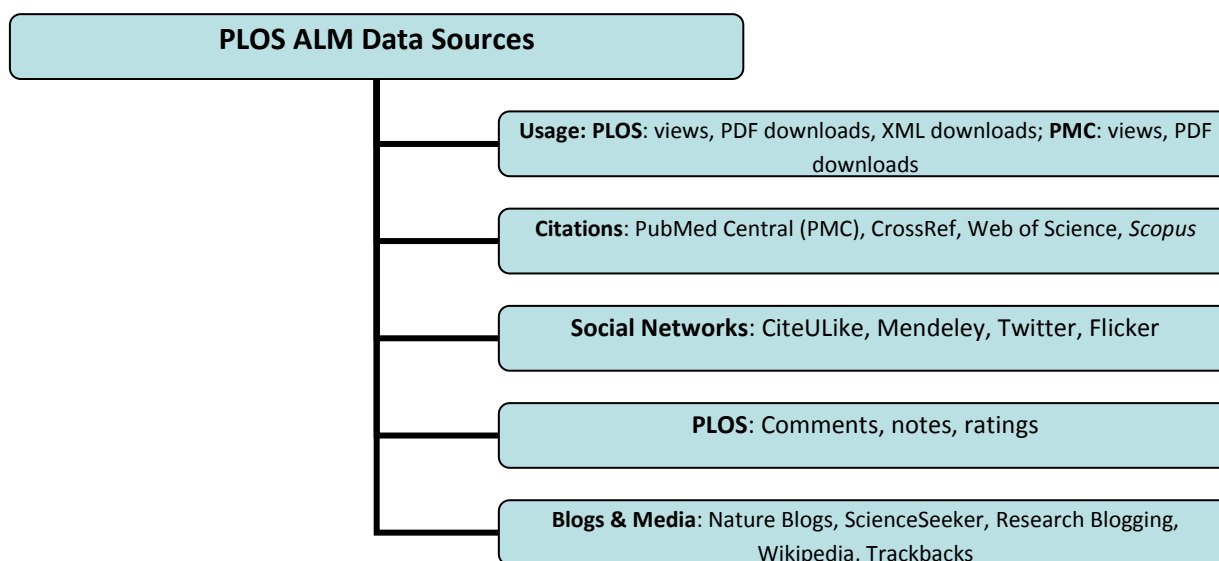 PLOS ALM Data Sources
Usage: PLOS: views, PDF downloads, XML downloads; PMC: views, PDF
downloads
Citations: PubMed Central (PMC), CrossRef, Web of Science, Scopus
Social Networks: CiteULike, Mendeley, Twitter, Flicker
PLOS: Comments, notes, ratings
Blogs & Media: Nature Blogs, ScienceSeeker, Research Blogging,
Wikipedia, Trackbacks